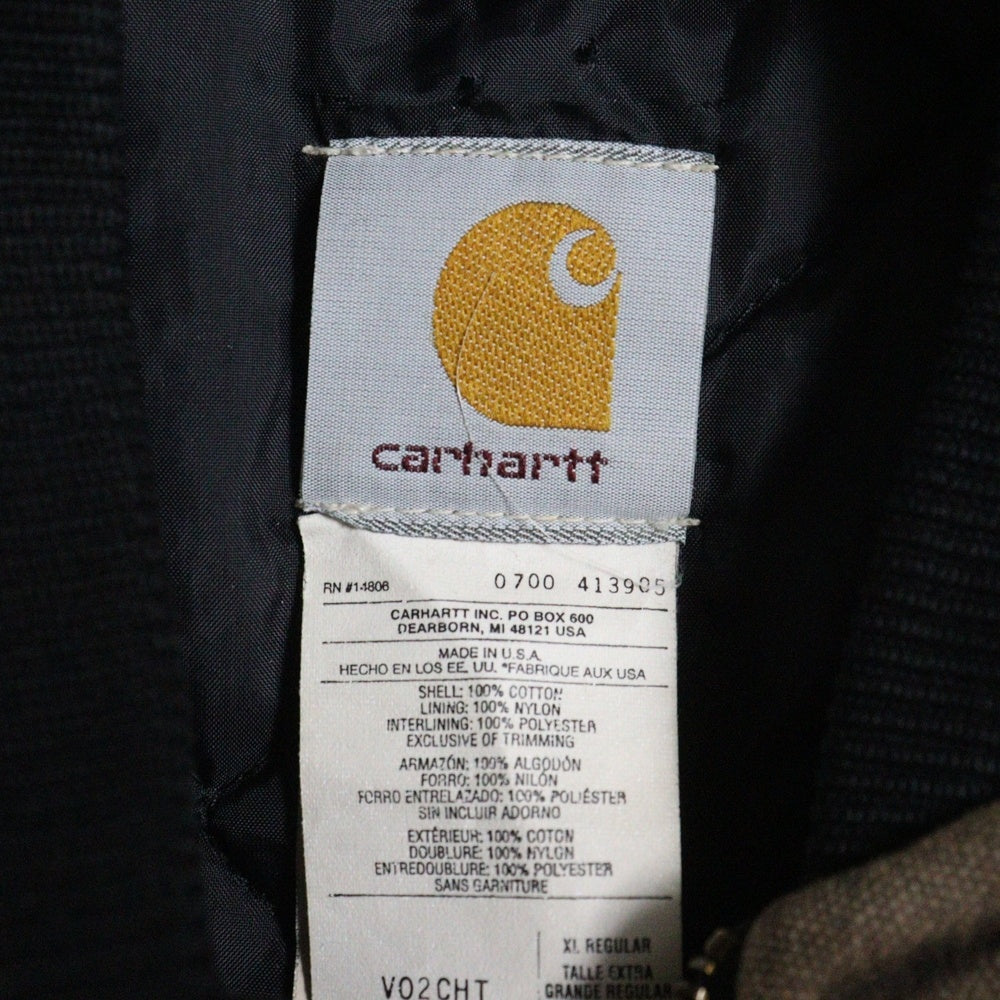 carhartt
RN #14806 0700 413905
CARHARTT INC. PO BOX 600
DEARBORN, MI 48121 USA
MADE IN U.S.A.
HECHO EN LOS EE. UU. *FABRIQUE AUX USA
SHELL: 100% COTTON
LINING: 100% NYLON
INTERLINING: 100% POLYESTER
EXCLUSIVE OF TRIMMING
ARMAZÓN: 100% ALGODÓN
FORRO: 100% NILÓN
FORRO ENTRELAZADO: 100% POLIÉSTER
SIN INCLUIR ADORNO
EXTÉRIEUR: 100% COTON
DOUBLURE: 100% NYLON
ENTREDOUBLURE: 100% POLYESTER
SANS GARNITURE
XL REGULAR
TALLE EXTRA
V02CHT GRANDE REGULAR